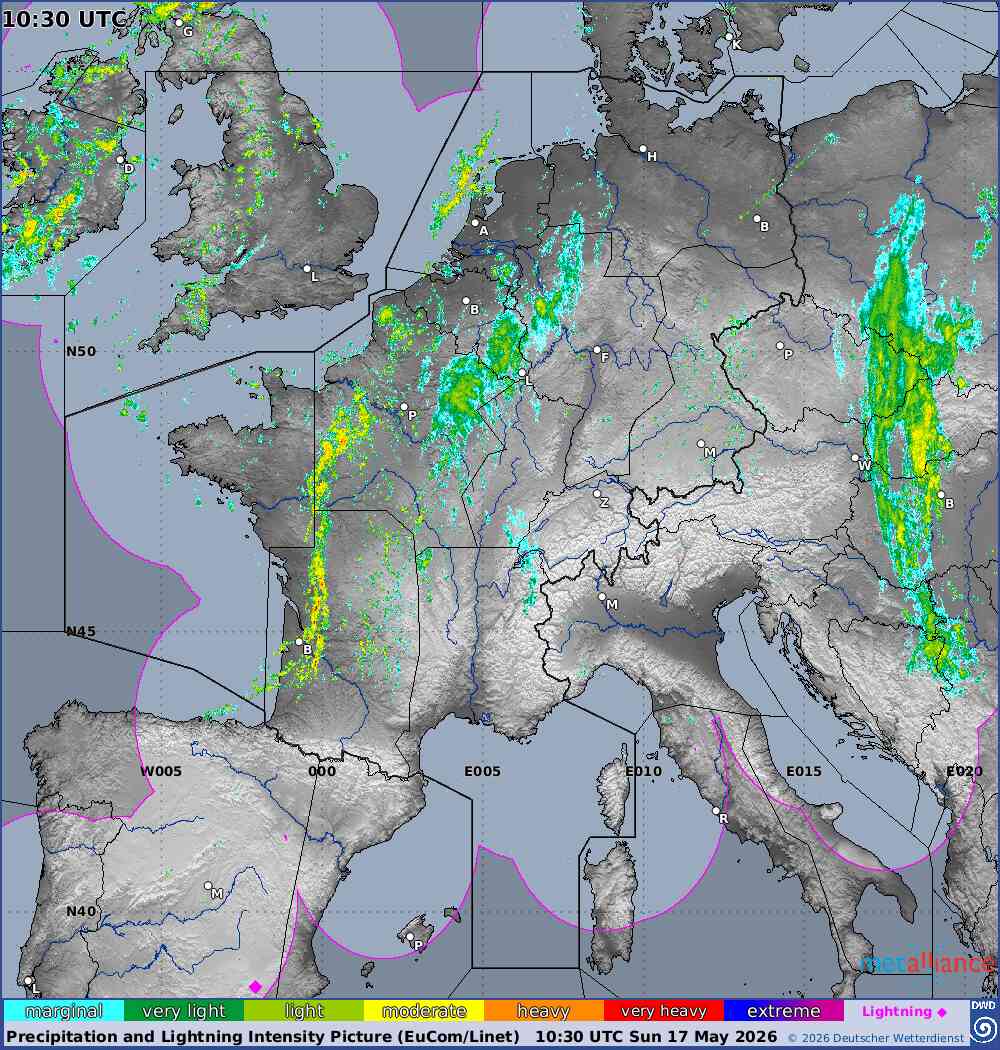 10:30 UTC
G
K
D
H
B
A
L
B
N50
F
P
L
P
M
W
Z
B
M
N45
B
W005 000 E005 E010 E015 E020
R
M
N40
P
L
metalliance
marginal very light light moderate heavy very heavy extreme Lightning
DWD
Precipitation and Lightning Intensity Picture (EuCom/Linet) 10:30 UTC Sun 17 May 2026 © 2026 Deutscher Wetterdienst